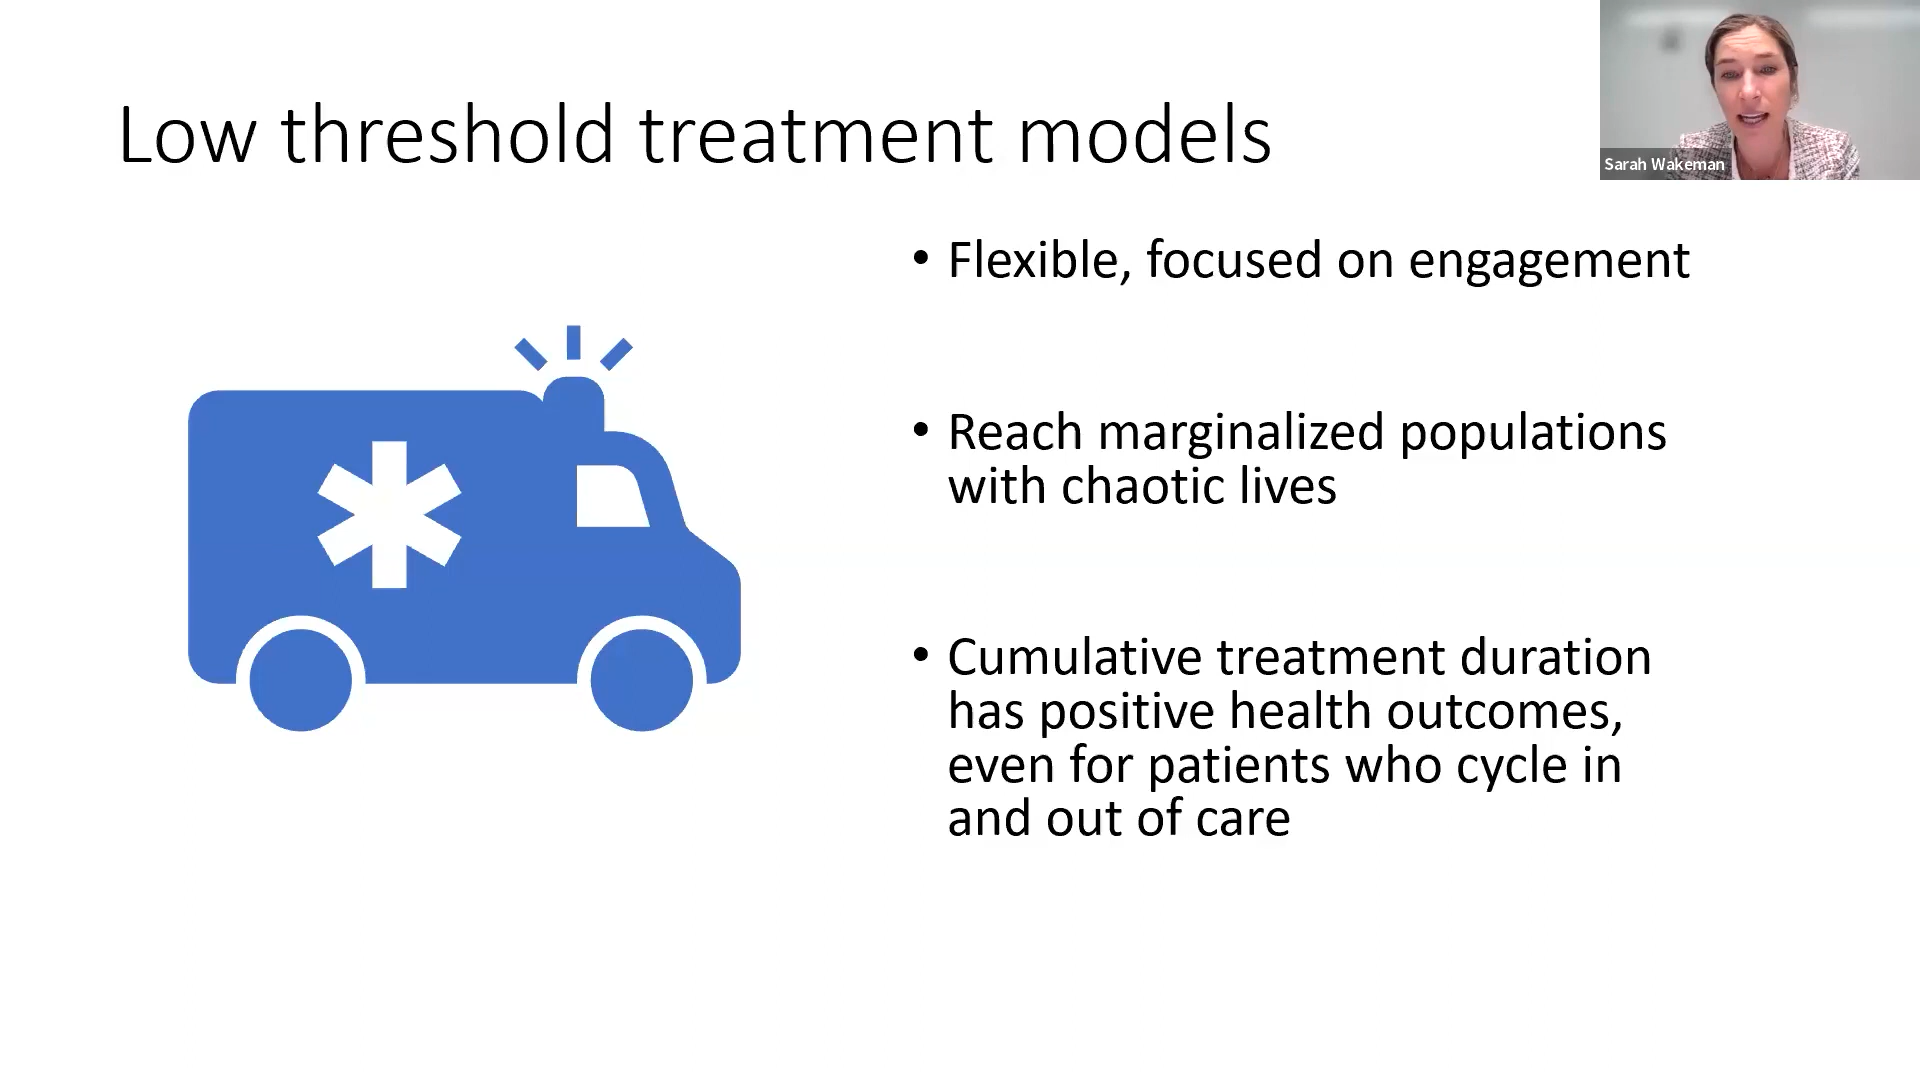 Low threshold treatment models
Sarah Wakeman
• Flexible, focused on engagement
• Reach marginalized populations
with chaotic lives
• Cumulative treatment duration
has positive health outcomes,
even for patients who cycle in
and out of care